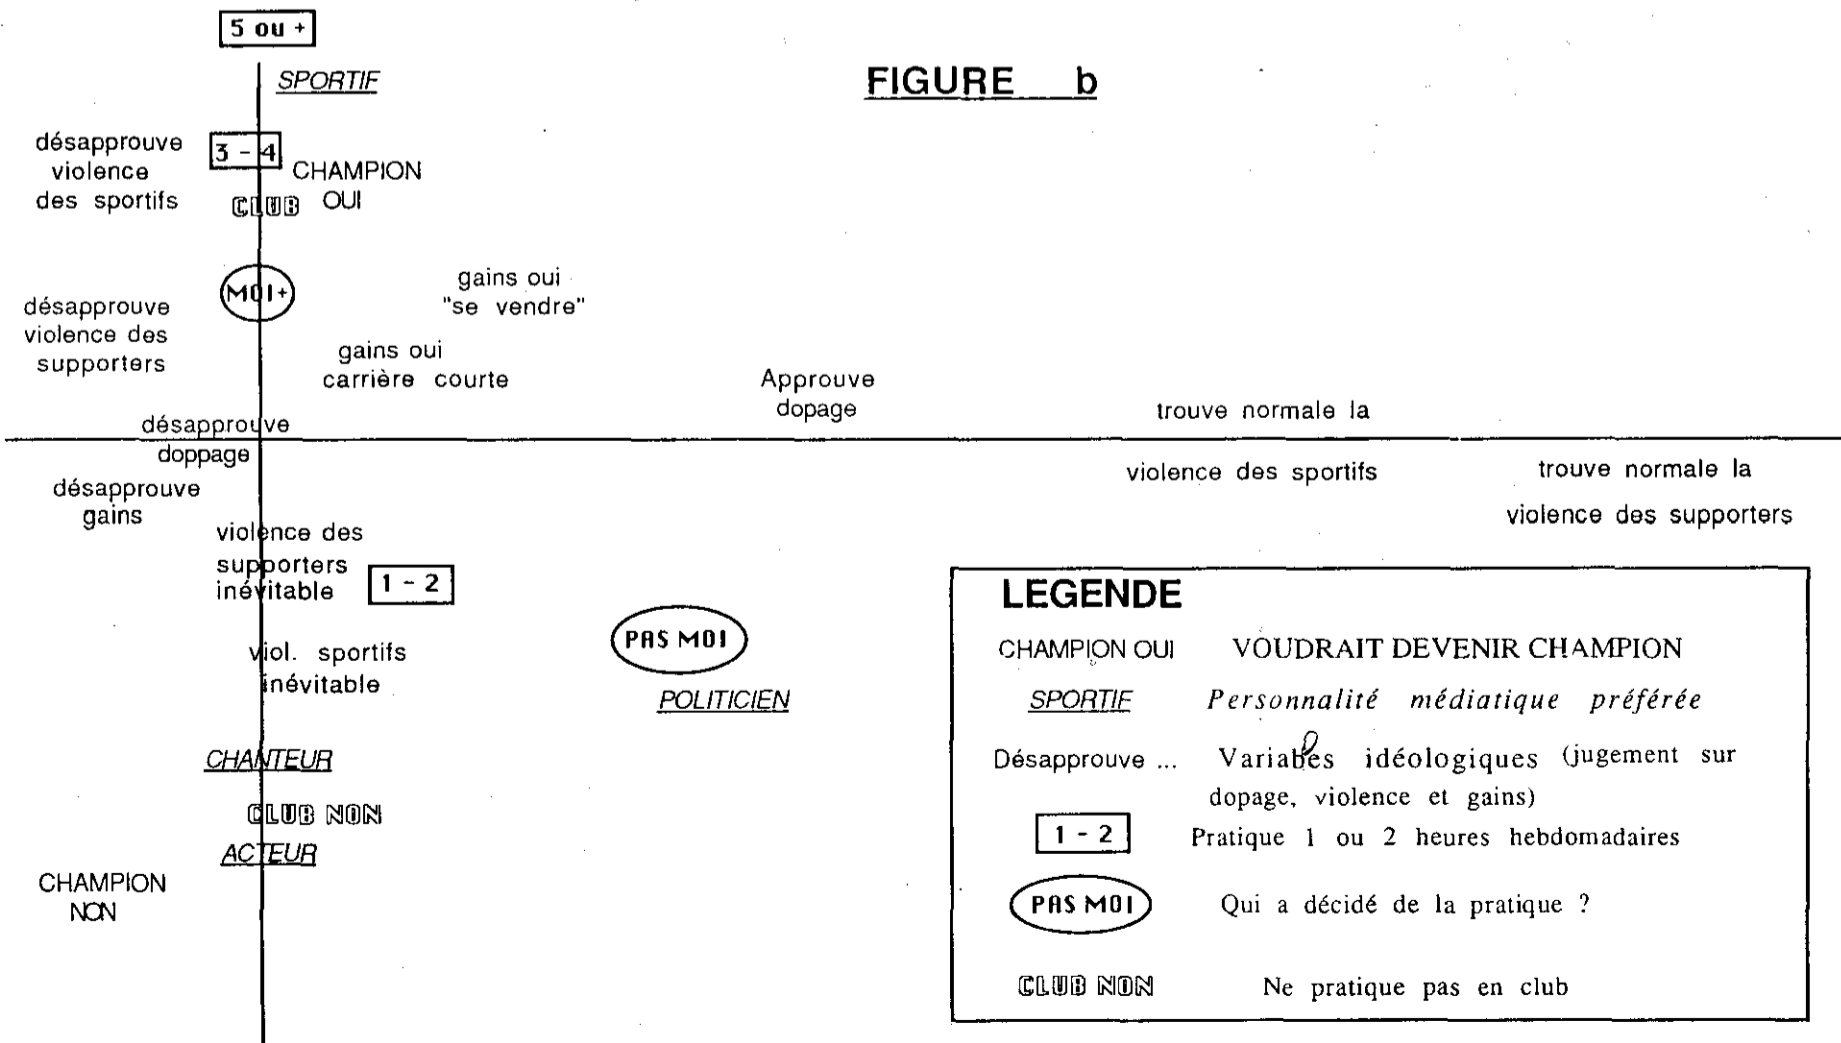 5 ou +
SPORTIF
FIGURE b
désapprouve
violence
des sportifs
3 - 4
CHAMPION
OUI
CLUB
MOI+
gains oui
"se vendre"
désapprouve
violence des
supporters
gains oui
carrière courte
Approuve
dopage
trouve normale la
violence des sportifs
désapprouve
doppage
trouve normale la
violence des supporters
désapprouve
gains
violence des
supporters
inévitable
1 - 2
PAS MOI
viol. sportifs
inévitable
POLITICIEN
CHANTEUR
CLUB NON
ACTEUR
CHAMPION
NON
LEGENDE
CHAMPION OUI VOUDRAIT DEVENIR CHAMPION
SPORTIF Personnalité médiatique préférée
Désapprouve ... Variables idéologiques (jugement sur
dopage, violence et gains)
1 - 2 Pratique 1 ou 2 heures hebdomadaires
PAS MOI Qui a décidé de la pratique ?
CLUB NON Ne pratique pas en club